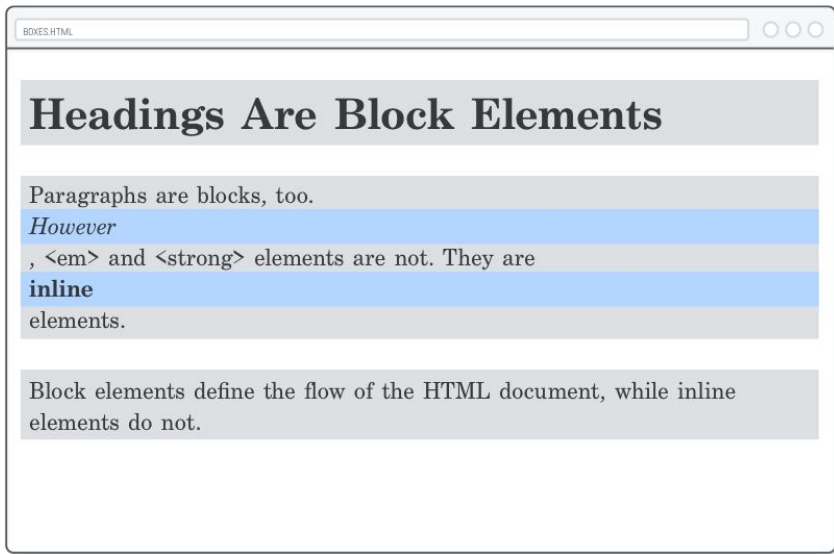 BOXES.HTML
Headings Are Block Elements
Paragraphs are blocks, too.
However
, <em> and <strong> elements are not. They are
inline
elements.
Block elements define the flow of the HTML document, while inline
elements do not.